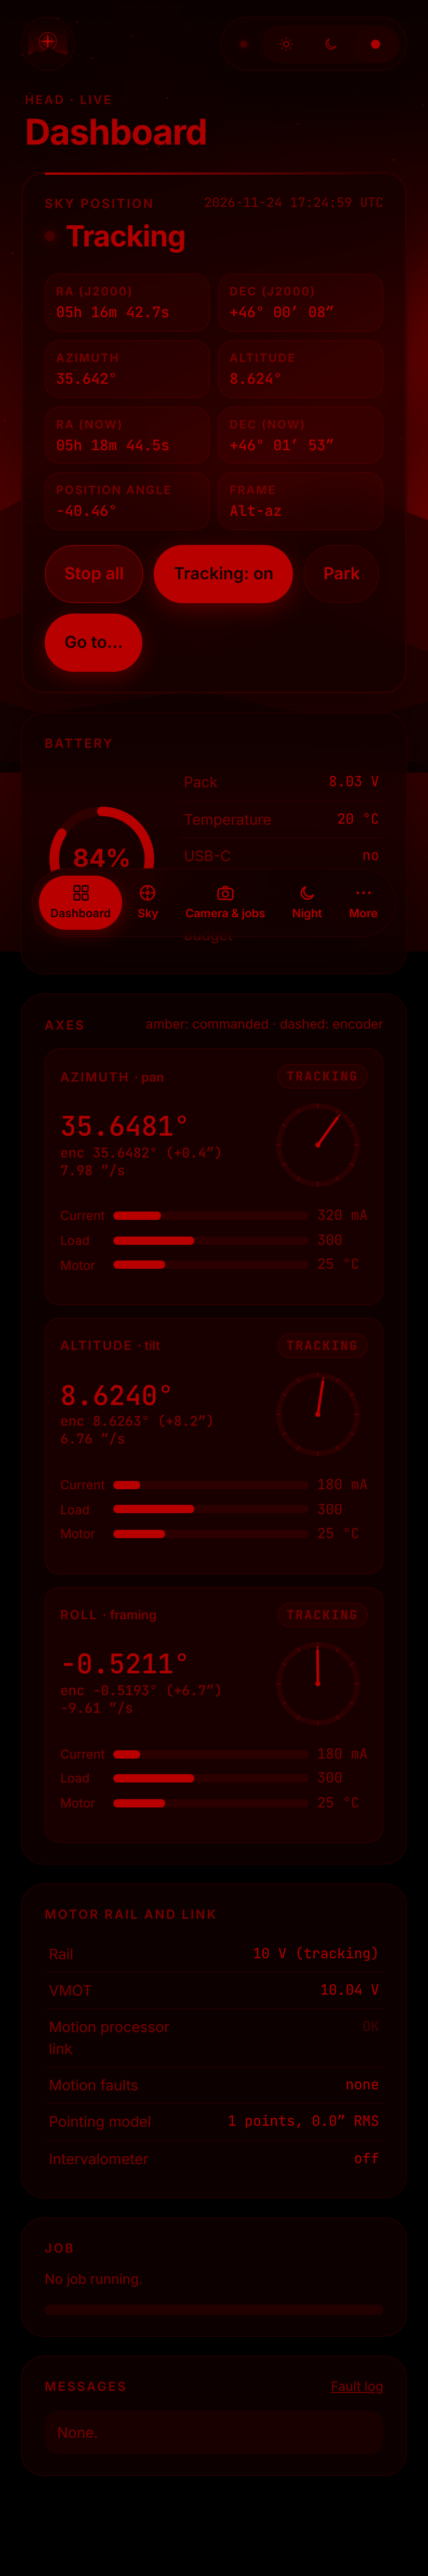 HEAD · LIVE
Dashboard
SKY POSITION
2026-11-24 17:24:59 UTC
Tracking
RA (J2000)
05h 16m 42.7s
DEC (J2000)
+46° 00′ 08″
AZIMUTH
35.642°
ALTITUDE
8.624°
RA (NOW)
05h 18m 44.5s
DEC (NOW)
+46° 01′ 53″
POSITION ANGLE
-40.46°
FRAME
Alt-az
Stop all
Tracking: on
Park
Go to…
BATTERY
84%
Pack 8.03 V
Temperature 20 °C
USB-C no
Budget
Dashboard
Sky
Camera & jobs
Night
More
AXES
amber: commanded · dashed: encoder
AZIMUTH · pan
TRACKING
35.6481°
enc 35.6482° (+0.4″)
7.98 ″/s
Current 320 mA
Load 300
Motor 25 °C
ALTITUDE · tilt
TRACKING
8.6240°
enc 8.6263° (+8.2″)
6.76 ″/s
Current 180 mA
Load 300
Motor 25 °C
ROLL · framing
TRACKING
-0.5211°
enc -0.5193° (+6.7″)
-9.61 ″/s
Current 180 mA
Load 300
Motor 25 °C
MOTOR RAIL AND LINK
Rail 10 V (tracking)
VMOT 10.04 V
Motion processor OK
link
Motion faults none
Pointing model 1 points, 0.0″ RMS
Intervalometer off
JOB
No job running.
MESSAGES
Fault log
None.